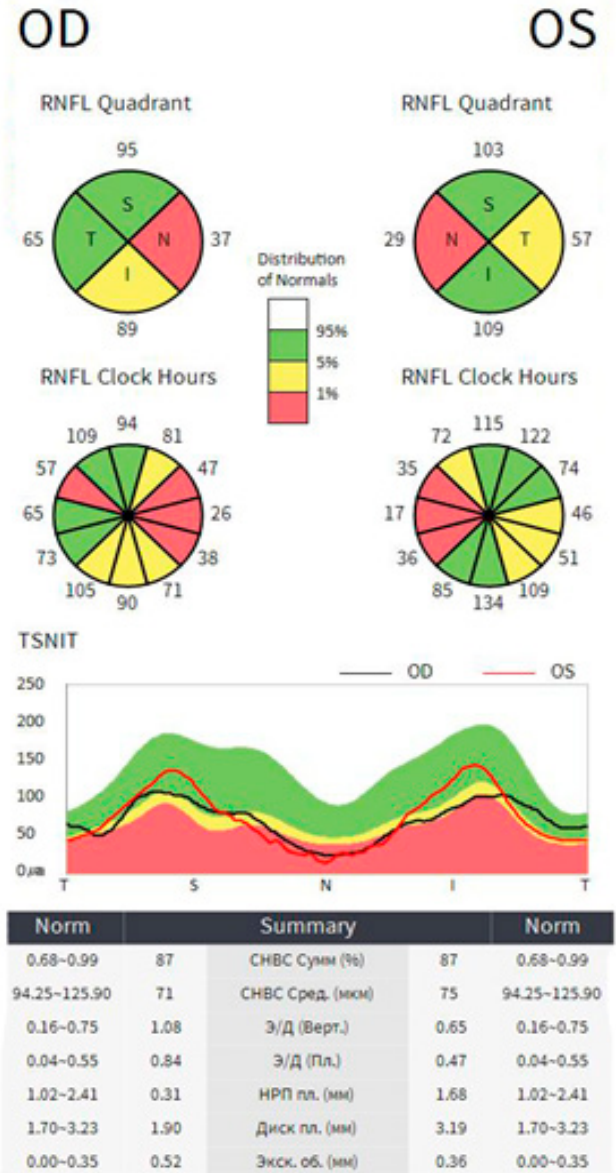 OD OS
RNFL Quadrant RNFL Quadrant
95 103
S S
65 T N 37 29 N T 57
I I
89 109
Distribution
of Normals
95%
5%
1%
RNFL Clock Hours RNFL Clock Hours
94 115
109 81 72 122
57 47 35 74
65 26 17 46
73 38 36 51
105 71 85 109
90 134
TSNIT
OD OS
250
200
150
100
50
0 μm
T S N I T
Norm Summary Norm
0.68~0.99 87 СНВС Сумм (%) 87 0.68~0.99
94.25~125.90 71 СНВС Сред. (мкм) 75 94.25~125.90
0.16~0.75 1.08 Э/Д (Верт.) 0.65 0.16~0.75
0.04~0.55 0.84 Э/Д (Пл.) 0.47 0.04~0.55
1.02~2.41 0.31 НРП пл. (мм) 1.68 1.02~2.41
1.70~3.23 1.90 Диск пл. (мм) 3.19 1.70~3.23
0.00~0.35 0.52 Экск. об. (мм) 0.36 0.00~0.35